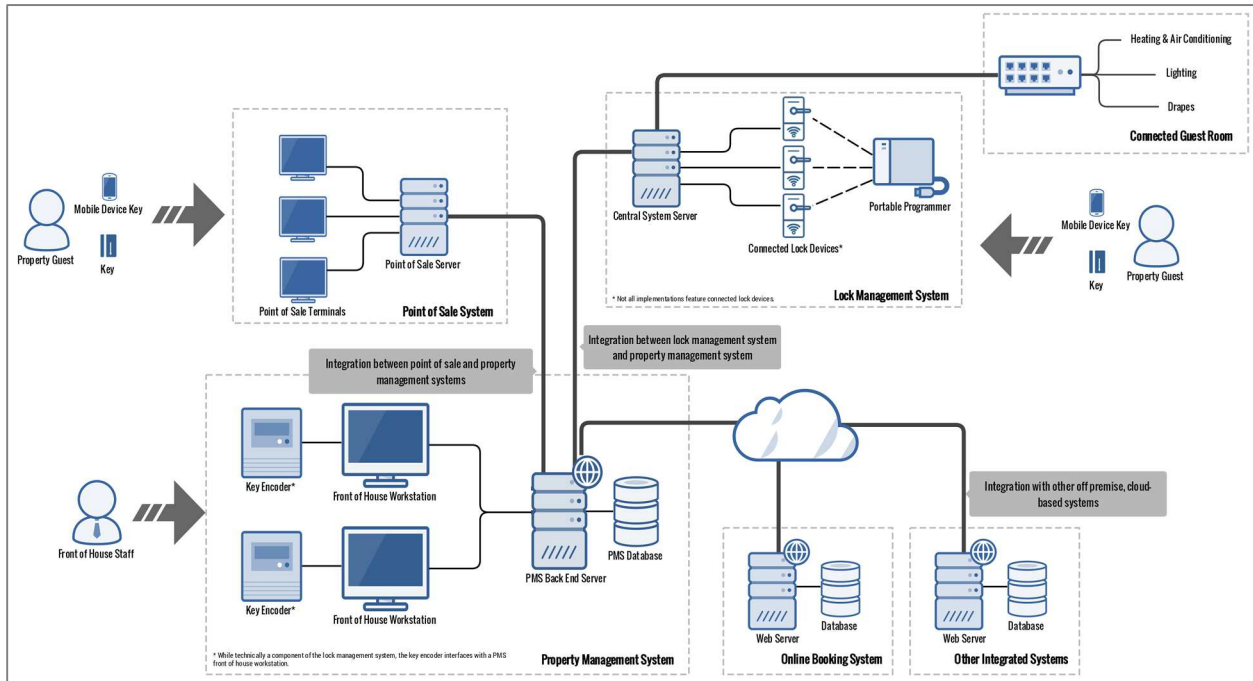 Heating & Air Conditioning
Lighting
Drapes
Connected Guest Room
Mobile Device Key
Property Guest
Key
Point of Sale Terminals
Point of Sale Server
Point of Sale System
Central System Server
Connected Lock Devices*
Portable Programmer
* Not all implementations feature connected lock devices.
Lock Management System
Mobile Device Key
Key
Property Guest
Integration between lock management system
and property management system
Integration between point of sale and property
management systems
Front of House Staff
Key Encoder*
Front of House Workstation
Key Encoder*
Front of House Workstation
PMS Back End Server
PMS Database
* While technically a component of the lock management system, the key encoder interfaces with a PMS
front of house workstation.
Property Management System
Integration with other off premise, cloud-
based systems
Web Server
Database
Online Booking System
Web Server
Database
Other Integrated Systems